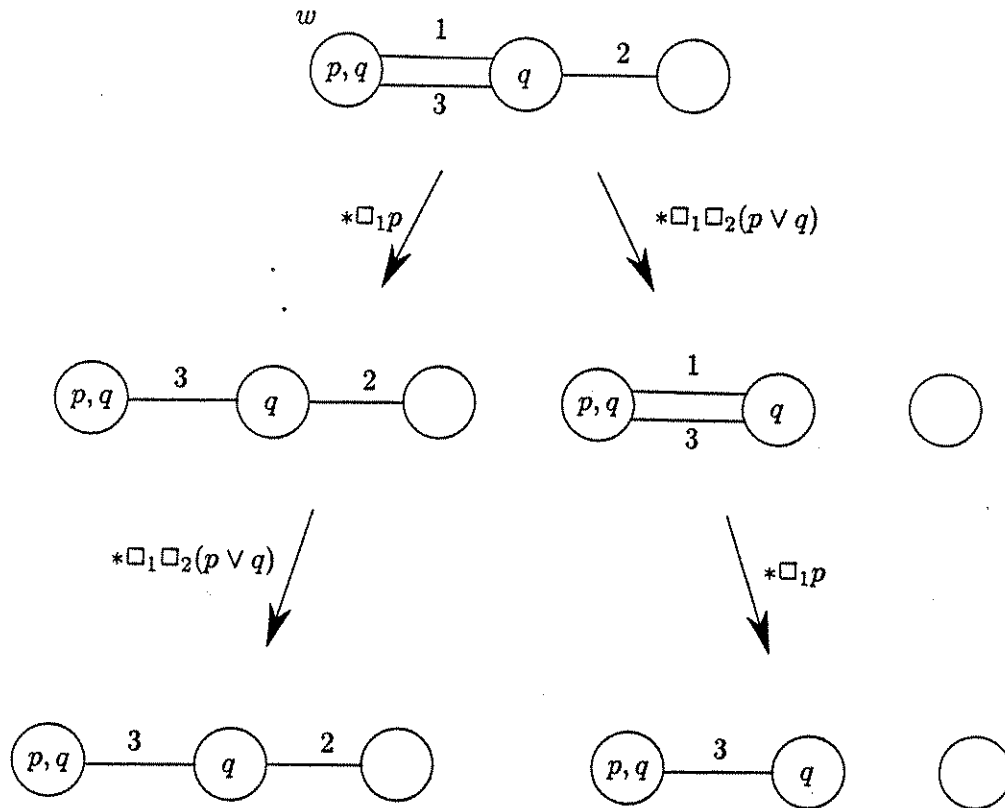 w
1
p, q
q
2
3
*□₁p
*□₁□₂(p ∨ q)
3
2
1
p, q
q
p, q
q
3
*□₁□₂(p ∨ q)
*□₁p
3
2
3
p, q
q
p, q
q